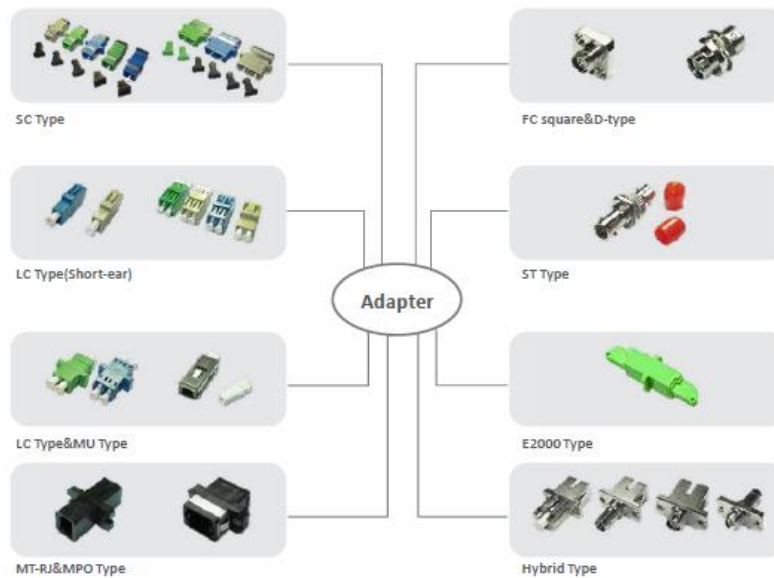 SC Type
FC square&D-type
LC Type(Short-ear)
ST Type
Adapter
LC Type&MU Type
E2000 Type
MT-RJ&MPO Type
Hybrid Type